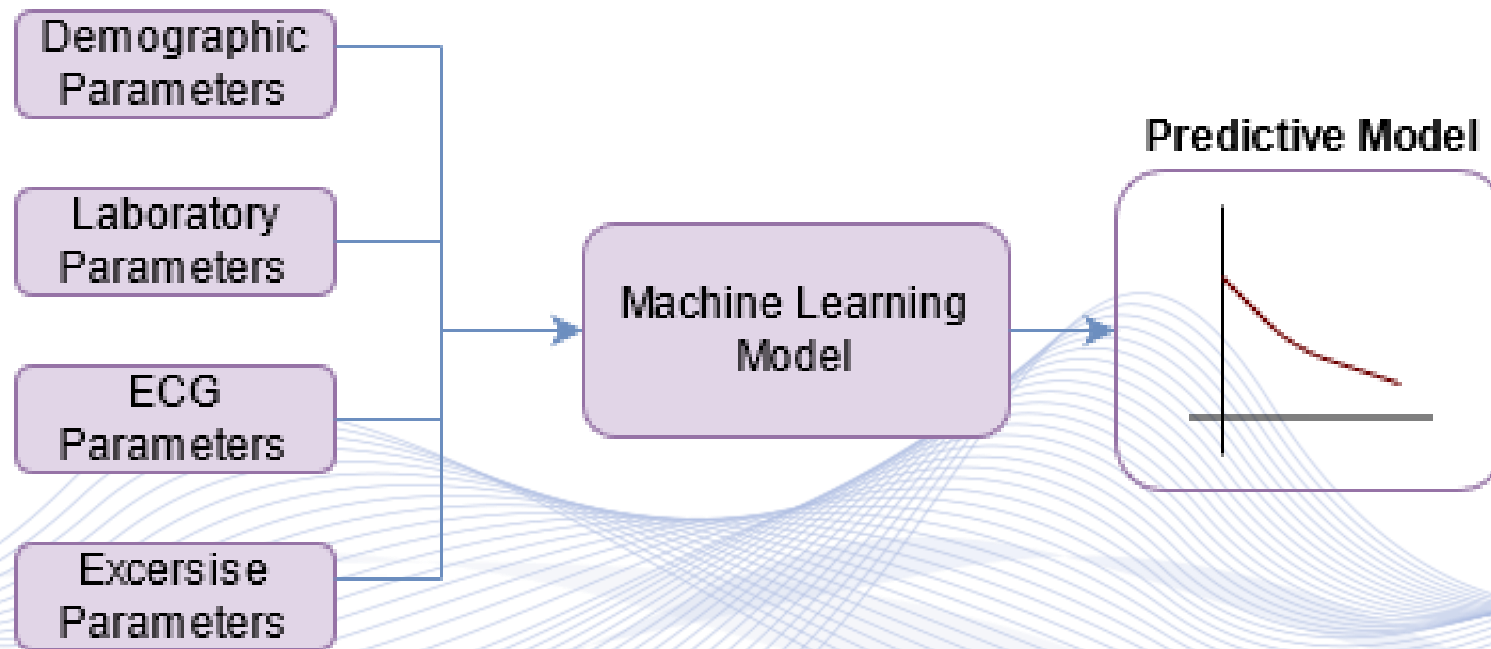 Demographic
Parameters
Laboratory
Parameters
ECG
Parameters
Excersise
Parameters
Machine Learning
Model
Predictive Model